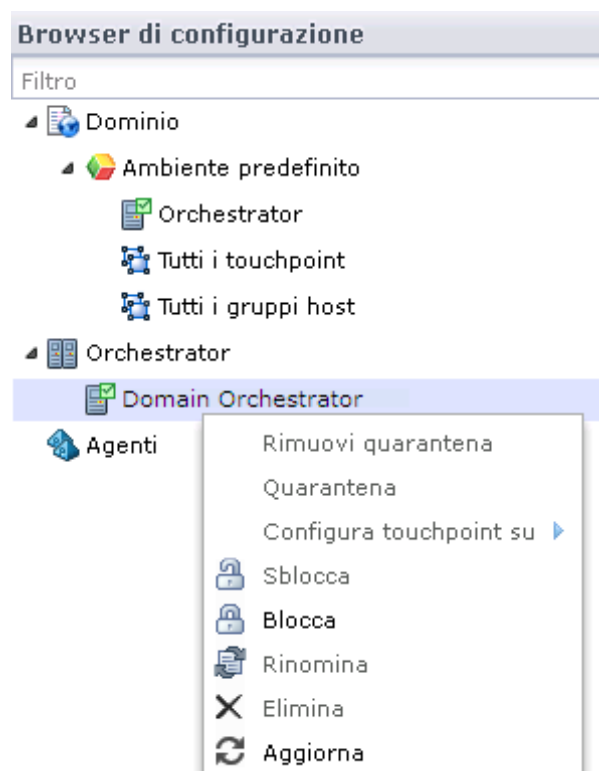 Browser di configurazione
Filtro
Dominio
Ambiente predefinito
Orchestrator
Tutti i touchpoint
Tutti i gruppi host
Orchestrator
Domain Orchestrator
Agenti
Rimuovi quarantena
Quarantena
Configura touchpoint su
Sblocca
Blocca
Rinomina
Elimina
Aggiorna